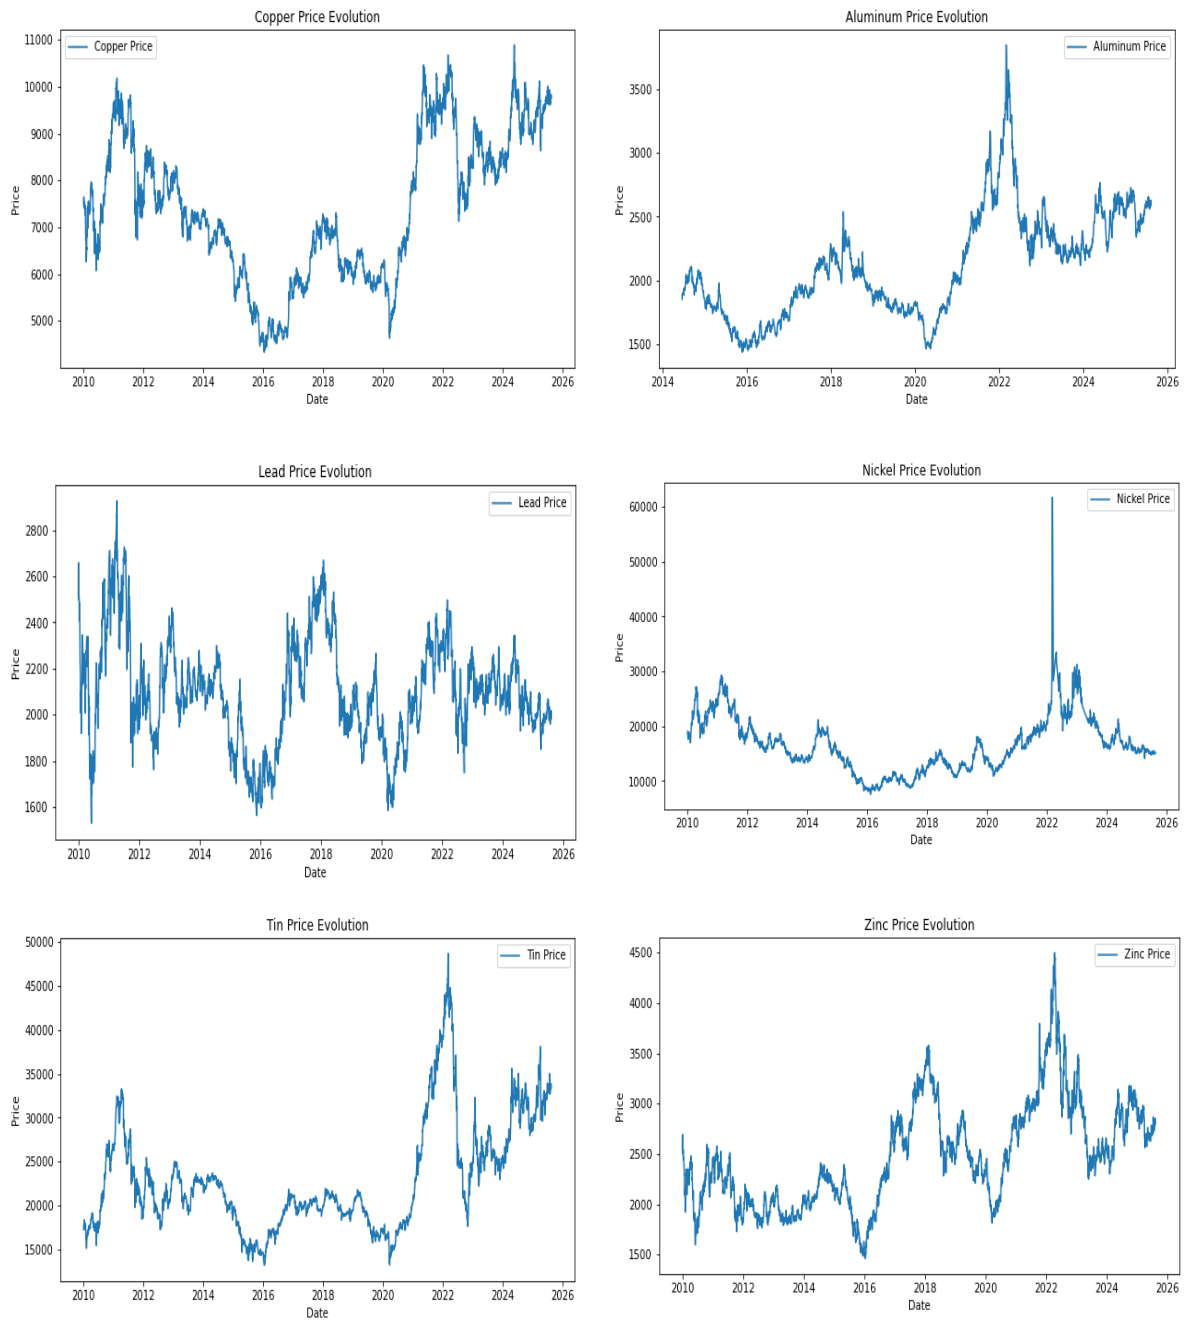 Copper Price Evolution
Copper Price
11000
10000
9000
8000
7000
6000
5000
Price
2010 2012 2014 2016 2018 2020 2022 2024 2026
Date
Aluminum Price Evolution
Aluminum Price
3500
3000
2500
2000
1500
Price
2014 2016 2018 2020 2022 2024 2026
Date
Lead Price Evolution
Lead Price
2800
2600
2400
2200
2000
1800
1600
Price
2010 2012 2014 2016 2018 2020 2022 2024 2026
Date
Nickel Price Evolution
Nickel Price
60000
50000
40000
30000
20000
10000
Price
2010 2012 2014 2016 2018 2020 2022 2024 2026
Date
Tin Price Evolution
Tin Price
50000
45000
40000
35000
30000
25000
20000
15000
Price
2010 2012 2014 2016 2018 2020 2022 2024 2026
Date
Zinc Price Evolution
Zinc Price
4500
4000
3500
3000
2500
2000
1500
Price
2010 2012 2014 2016 2018 2020 2022 2024 2026
Date